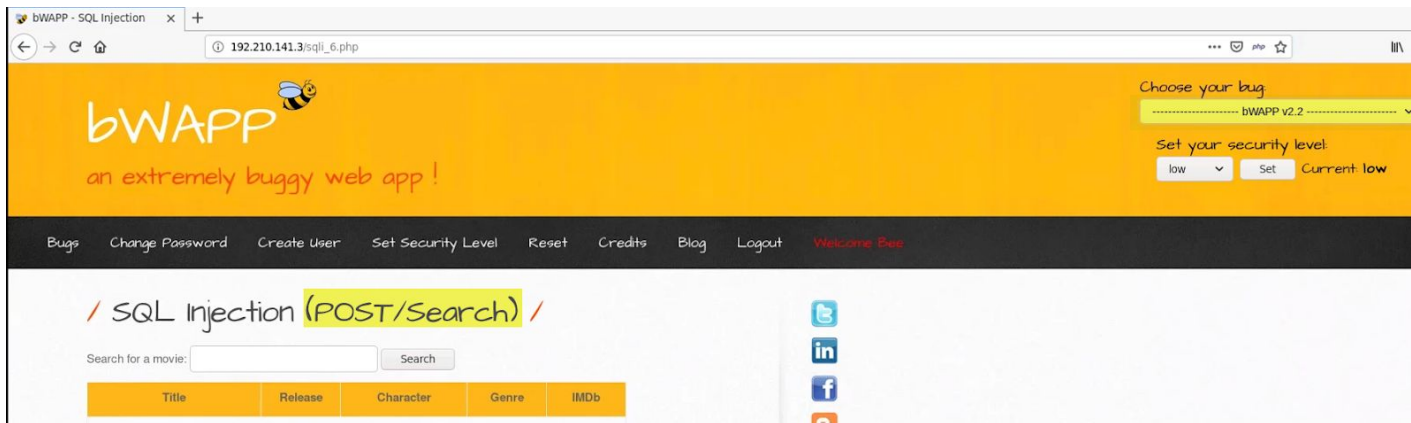 bWAPP - SQL Injection
192.210.141.3/sqli_6.php
php
Choose your bug:
---------------------- bWAPP v2.2 ----------------------
bWAPP
an extremely buggy web app !
Set your security level:
low Set Current: low
Bugs Change Password Create User Set Security Level Reset Credits Blog Logout Welcome Bee
/ SQL Injection (POST/Search) /
Search for a movie: Search
Title Release Character Genre IMDb